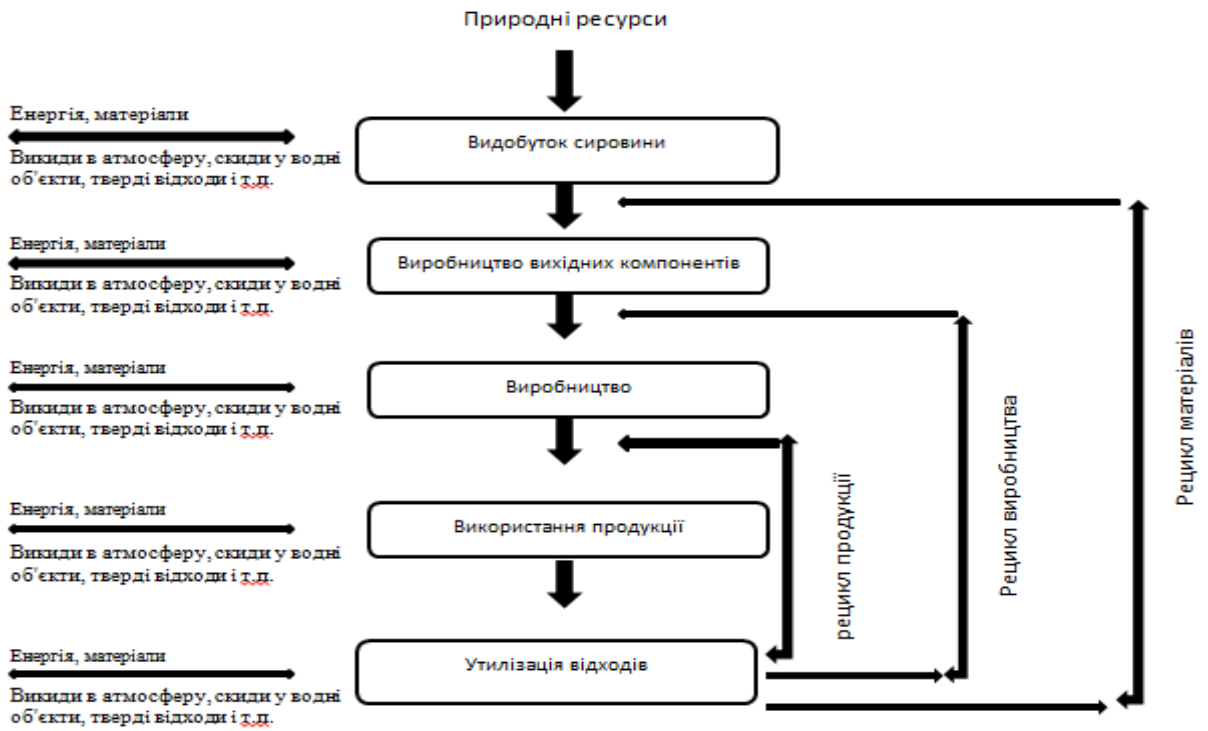 Природні ресурси
Енергія, матеріали
Викиди в атмосферу, скиди у водні
об'єкти, тверді відходи і т.п.
Видобуток сировини
Енергія, матеріали
Викиди в атмосферу, скиди у водні
об'єкти, тверді відходи і т.п.
Виробництво вихідних компонентів
Енергія, матеріали
Викиди в атмосферу, скиди у водні
об'єкти, тверді відходи і т.п.
Виробництво
Енергія, матеріали
Викиди в атмосферу, скиди у водні
об'єкти, тверді відходи і т.п.
Використання продукції
Енергія, матеріали
Викиди в атмосферу, скиди у водні
об'єкти, тверді відходи і т.п.
Утилізація відходів
рецикл продукції
Рецикл виробництва
Рецикл матеріалів